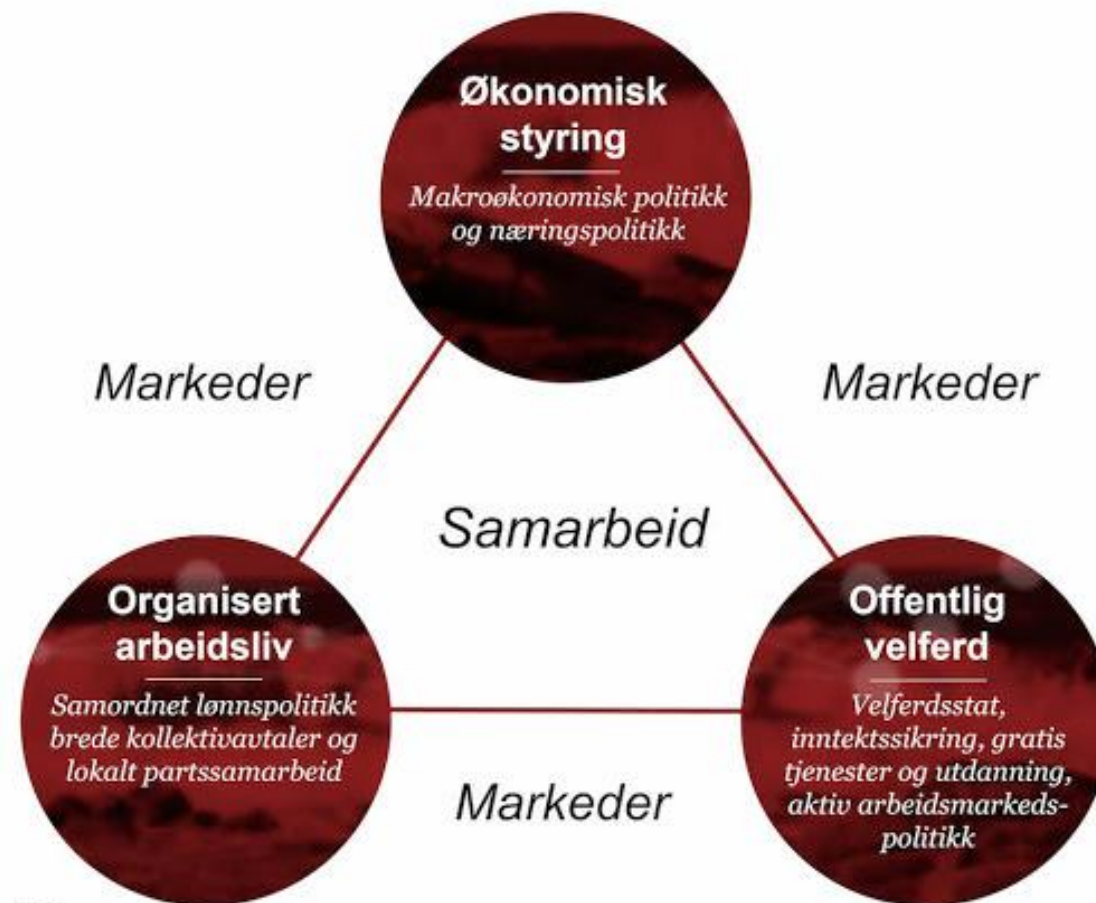 Økonomisk
styring
Makroøkonomisk politikk
og næringspolitikk
Markeder
Markeder
Samarbeid
Organisert
arbeidsliv
Samordnet lønnspolitikk
brede kollektivavtaler og
lokalt partssamarbeid
Offentlig
velferd
Velferdsstat,
inntektssikring, gratis
tjenester og utdanning,
aktiv arbeidsmarkeds-
politikk
Markeder